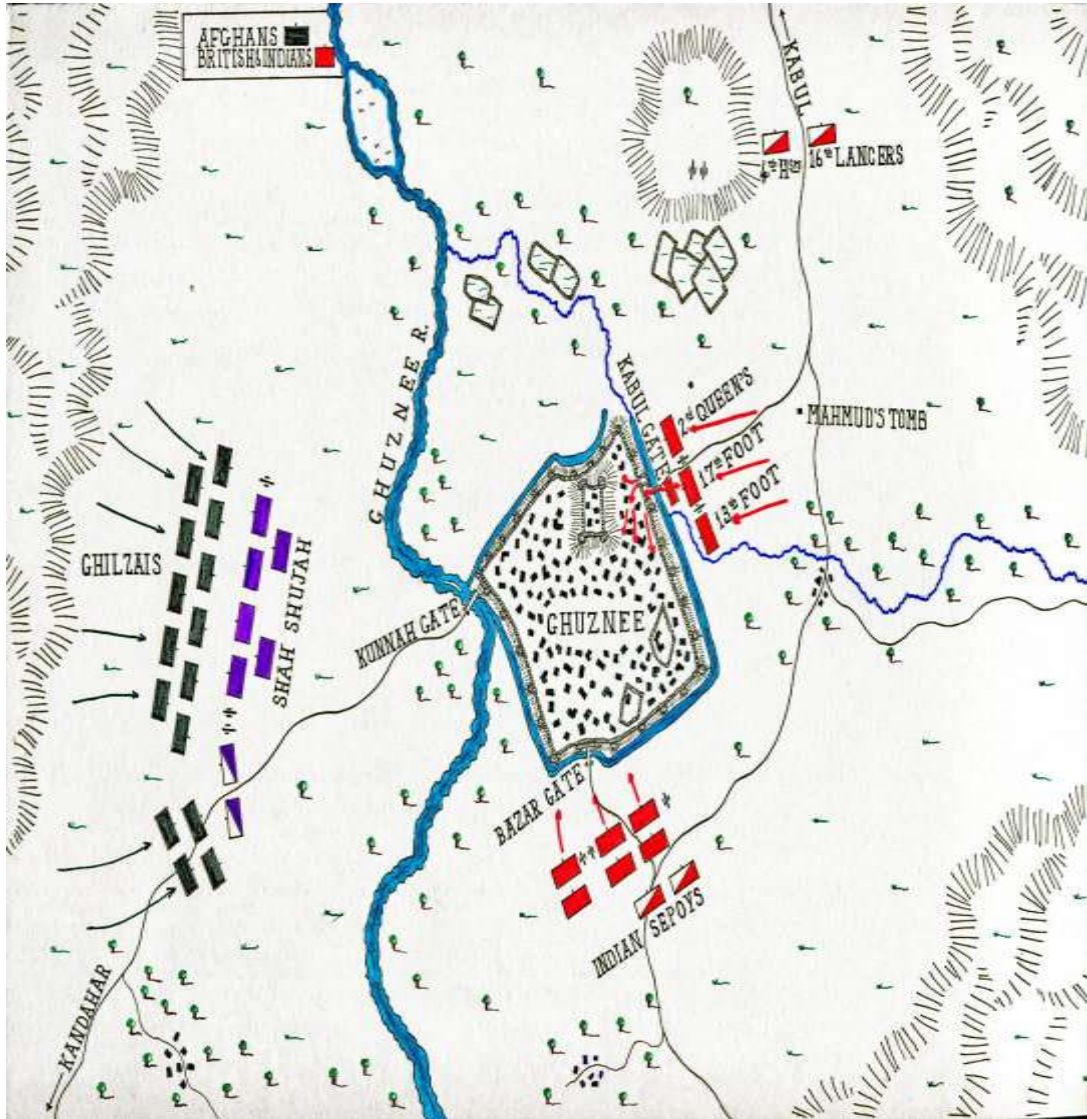 AFGHANS
BRITISH & INDIANS
KABUL
4th Hrs
16th LANCERS
GHUZNEE R.
KABUL GATE
2nd QUEEN'S
MAHMUD'S TOMB
17th FOOT
13th FOOT
GHILZAIS
SHAH SHUJAH
KUNNAH GATE
GHUZNEE
BAZAR GATE
INDIAN SEPOYS
KANDAHAR